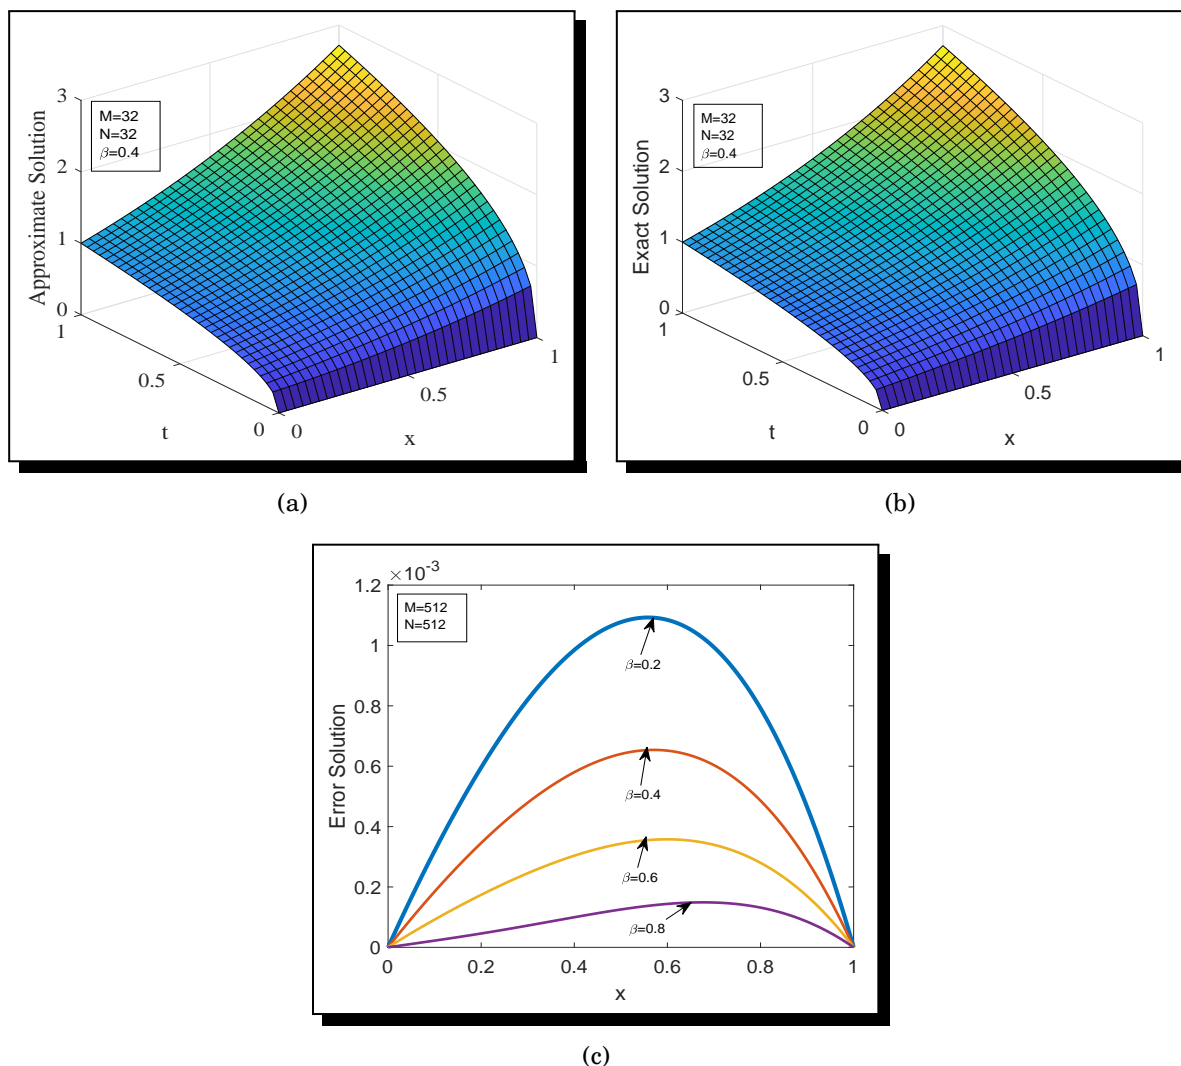 3
2
1
0
Approximate Solution
M=32
N=32
β=0.4
1
0.5
0
t
0
0.5
1
x
(a)
3
2
1
0
Exact Solution
M=32
N=32
β=0.4
1
0.5
0
t
0
0.5
1
x
(b)
×10⁻³
1.2
1
0.8
0.6
0.4
0.2
0
Error Solution
M=512
N=512
β=0.2
β=0.4
β=0.6
β=0.8
0 0.2 0.4 0.6 0.8 1
x
(c)